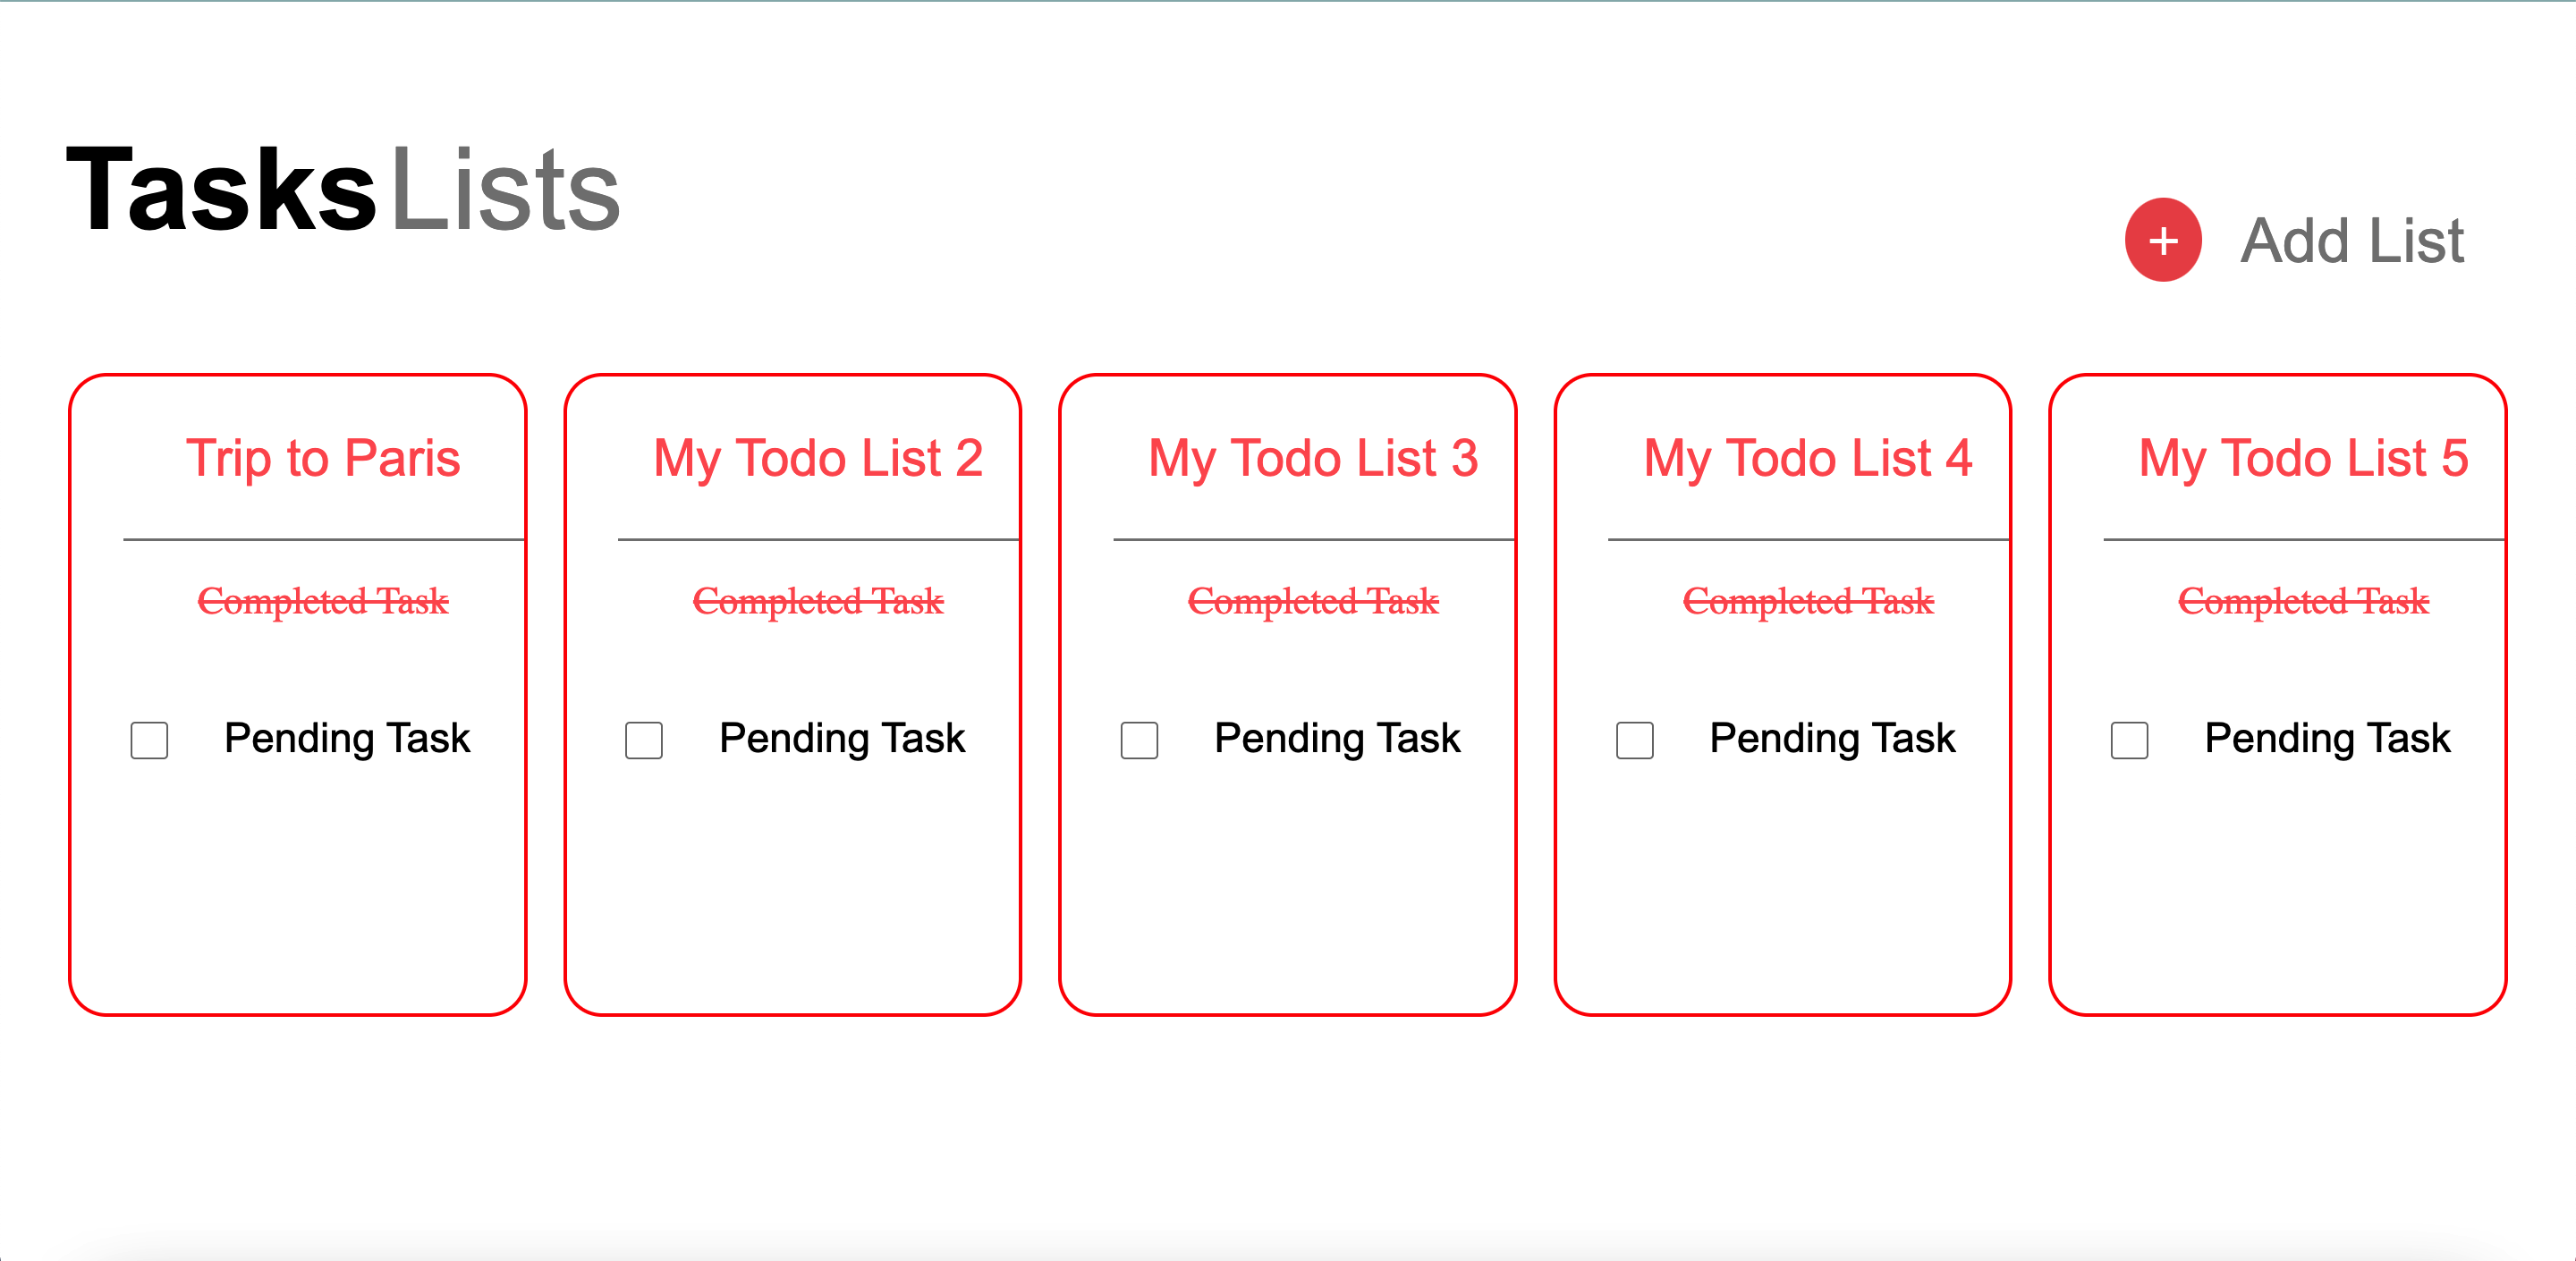 Tasks Lists
+ Add List
Trip to Paris
Completed Task
Pending Task
My Todo List 2
Completed Task
Pending Task
My Todo List 3
Completed Task
Pending Task
My Todo List 4
Completed Task
Pending Task
My Todo List 5
Completed Task
Pending Task